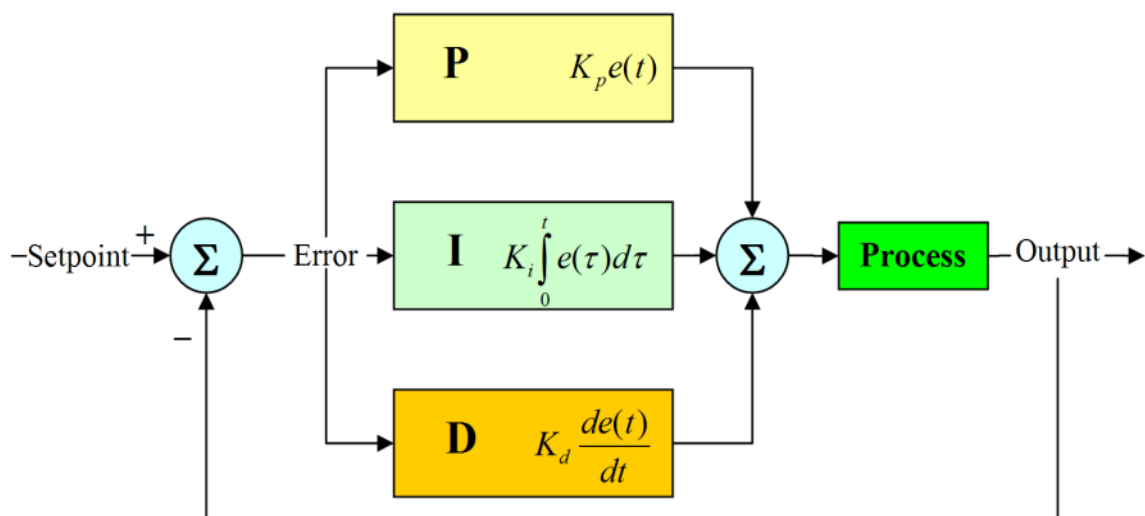 P K_p e(t)
–Setpoint + Σ Error I K_i ∫_0^t e(τ)dτ Σ Process Output
–
D K_d de(t)/dt